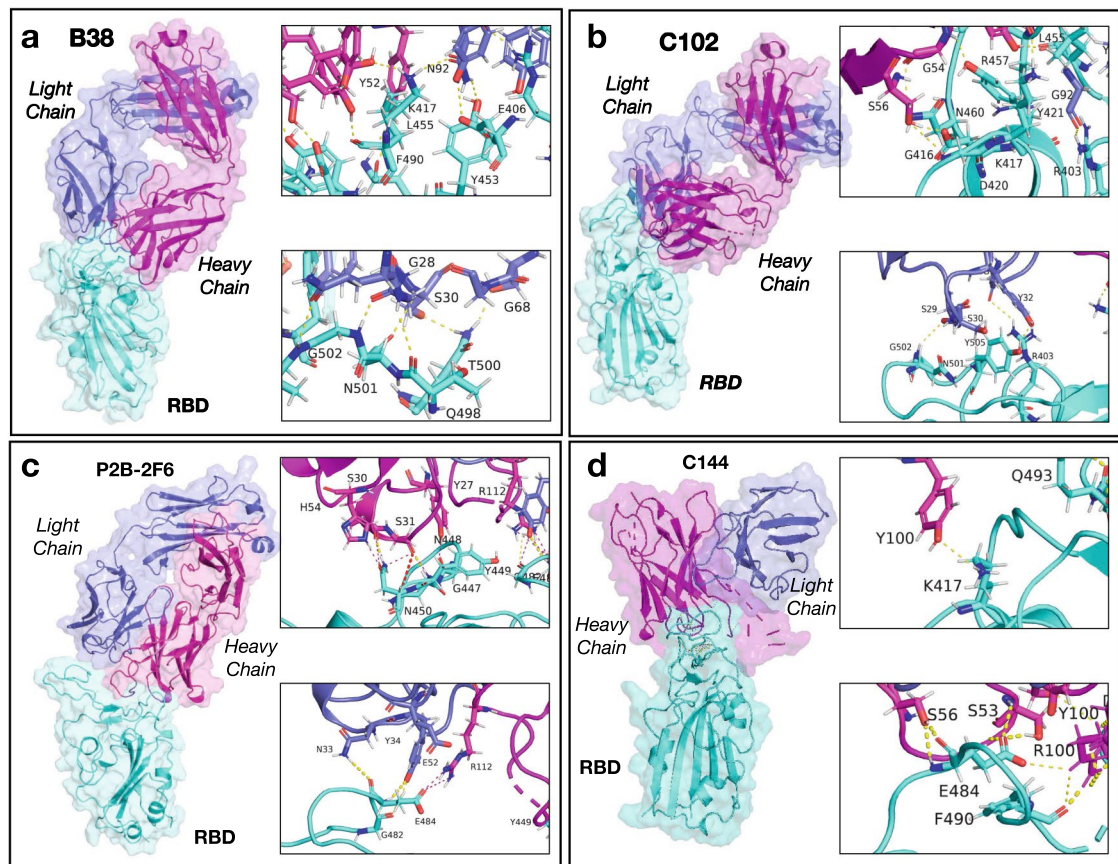 a
B38
Light
Chain
Heavy
Chain
RBD
Y52
N92
K417
E406
L455
F490
Y453
G28
S30
G68
G502
N501
T500
Q498
b
C102
Light
Chain
Heavy
Chain
RBD
L455
G54
R457
S56
G92
N460
Y421
G416
K417
R403
D420
Y32
S29
S30
G502
Y505
N501
R403
c
P2B-2F6
Light
Chain
Heavy
Chain
RBD
S30
Y27
R112
H54
S31
N448
Y449
G447
N450
N33
Y34
E52
R112
E484
G482
Y449
d
C144
Light
Chain
Heavy
Chain
RBD
Q493
Y100
K417
S56
S53
Y100
R100
E484
F490